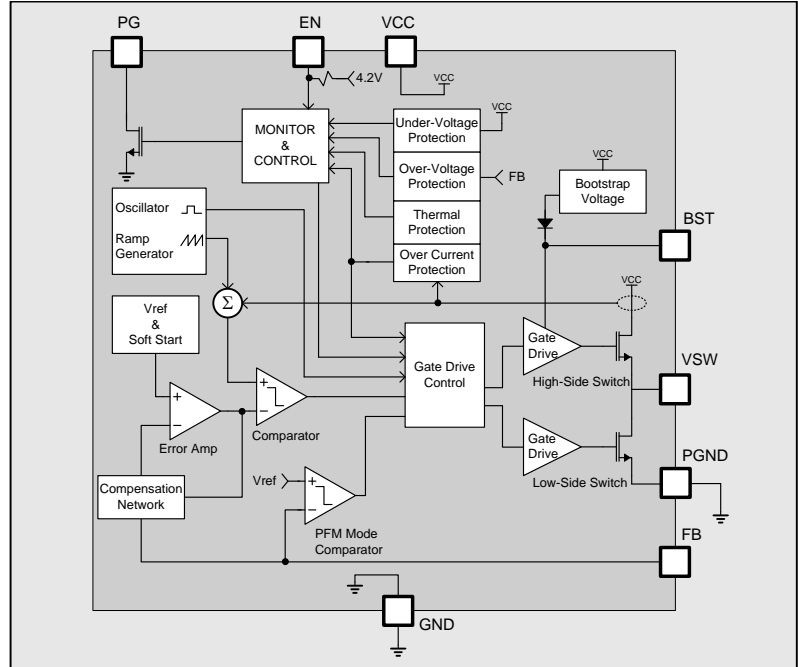 PG
EN
VCC
4.2V
VCC
MONITOR
&
CONTROL
Under-Voltage
Protection
VCC
Over-Voltage
Protection
FB
Thermal
Protection
Over Current
Protection
VCC
Bootstrap
Voltage
BST
Oscillator
Ramp
Generator
Σ
VCC
Vref
&
Soft Start
Gate Drive
Control
Gate
Drive
High-Side Switch
VSW
+
−
Error Amp
+
−
Comparator
Gate
Drive
Low-Side Switch
PGND
Compensation
Network
Vref
+
−
PFM Mode
Comparator
FB
GND